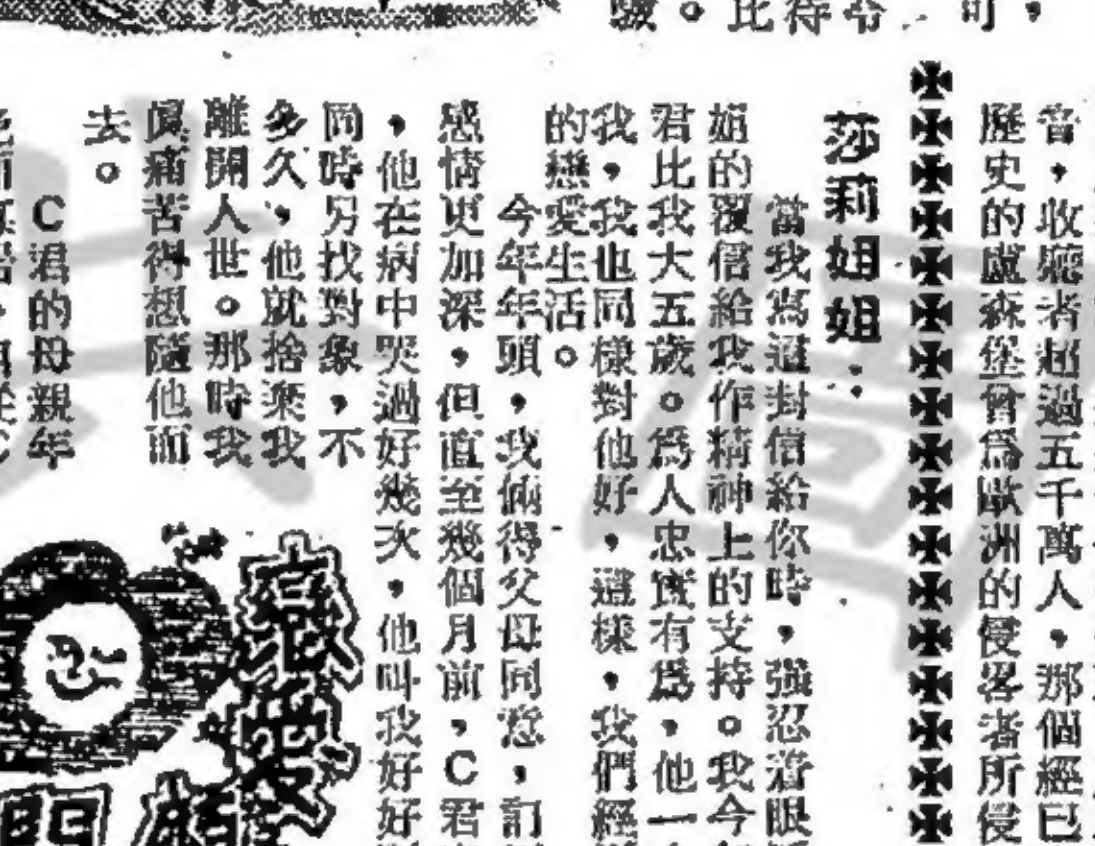 音，收聽者超過五千萬人，那個經已
歷史的盧森堡曾爲歐洲的侵畧者所侵
莎莉姐姐：
當我寫這封信給你時，强忍着眼
姐的覆信給我作精神上的支持。我今
君比我大五歲。爲人忠實有爲，他一
我，我也同樣對他好，這樣，我們經
的戀愛生活。
今年年頭，我倆得父母同意，訂
感情更加深，但直至幾個月前，C君
，他在病中哭過好幾次，他叫我好好
同時另找對象，不
多久，他就捨棄我
離開人世。那時我
眞痛苦得想隨他而
去。
C君的母親年